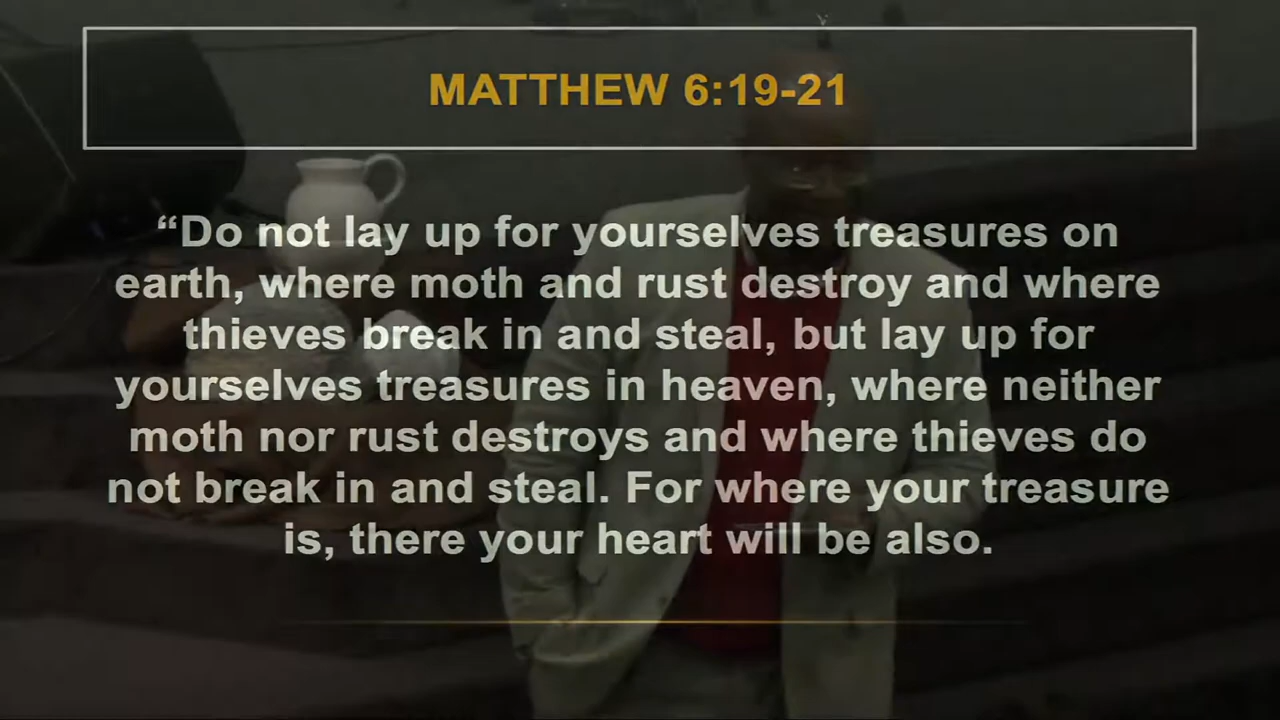 MATTHEW 6:19-21
“Do not lay up for yourselves treasures on
earth, where moth and rust destroy and where
thieves break in and steal, but lay up for
yourselves treasures in heaven, where neither
moth nor rust destroys and where thieves do
not break in and steal. For where your treasure
is, there your heart will be also.